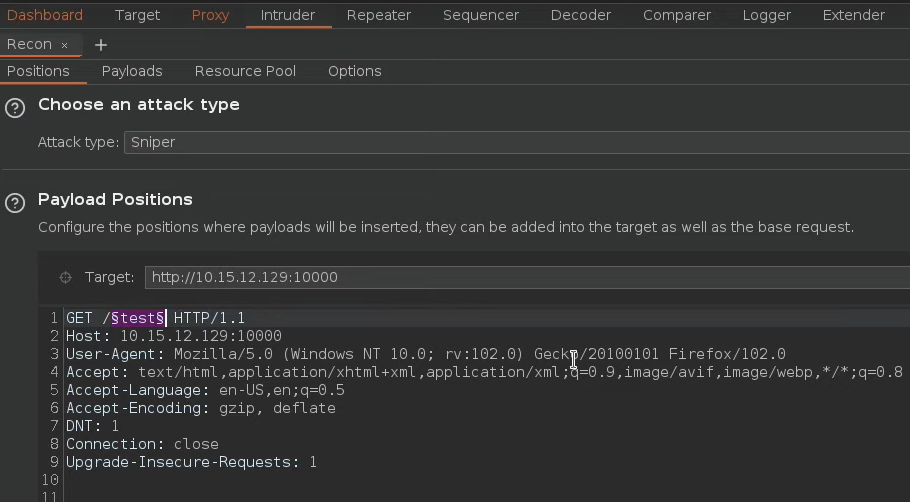 Dashboard Target Proxy Intruder Repeater Sequencer Decoder Comparer Logger Extender
Recon × +
Positions Payloads Resource Pool Options
? Choose an attack type
Attack type: Sniper
? Payload Positions
Configure the positions where payloads will be inserted, they can be added into the target as well as the base request.
Target: http://10.15.12.129:10000
1 GET /§test§ HTTP/1.1
2 Host: 10.15.12.129:10000
3 User-Agent: Mozilla/5.0 (Windows NT 10.0; rv:102.0) Gecko/20100101 Firefox/102.0
4 Accept: text/html,application/xhtml+xml,application/xml;q=0.9,image/avif,image/webp,*/*;q=0.8
5 Accept-Language: en-US,en;q=0.5
6 Accept-Encoding: gzip, deflate
7 DNT: 1
8 Connection: close
9 Upgrade-Insecure-Requests: 1
10
11